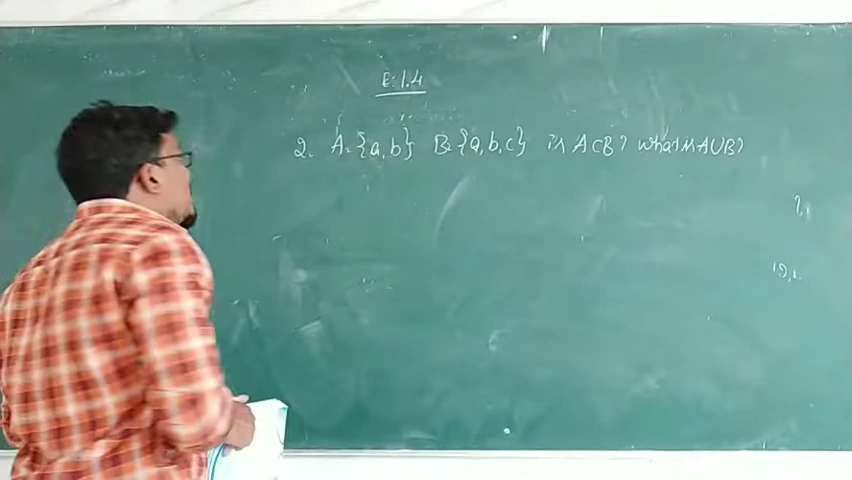 E: 1.4
2. A = {a, b} B = {a, b, c} is A ⊂ B? what is A ∪ B?